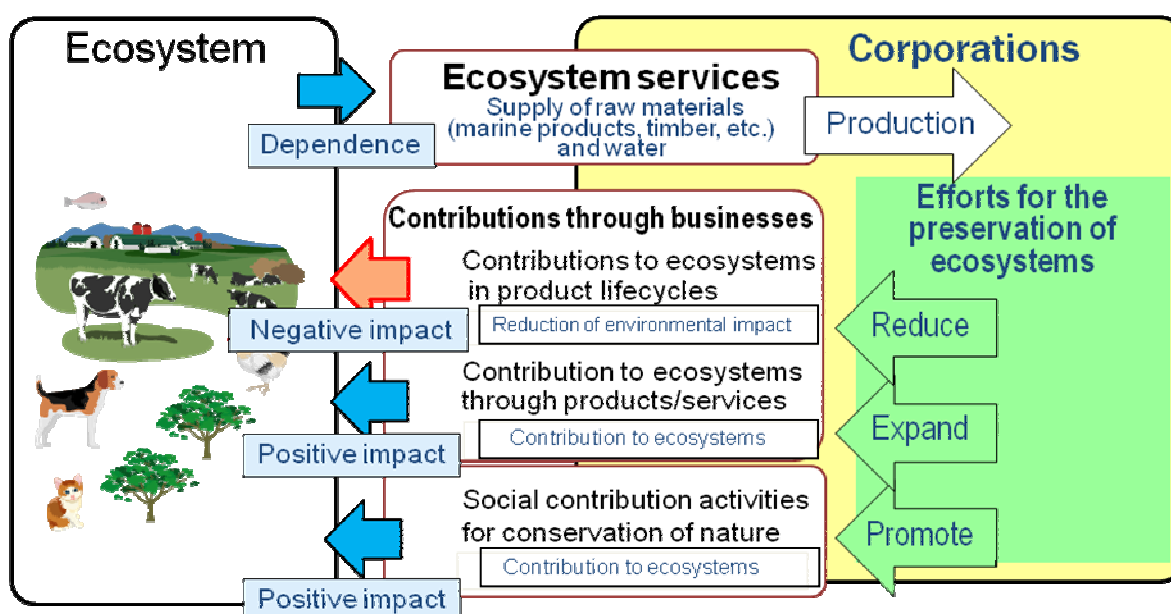 Ecosystem
Corporations
Ecosystem services
Supply of raw materials
(marine products, timber, etc.)
and water
Production
Dependence
Efforts for the
preservation of
ecosystems
Contributions through businesses
Contributions to ecosystems
in product lifecycles
Reduction of environmental impact
Negative impact
Reduce
Contribution to ecosystems
through products/services
Contribution to ecosystems
Positive impact
Expand
Social contribution activities
for conservation of nature
Contribution to ecosystems
Positive impact
Promote